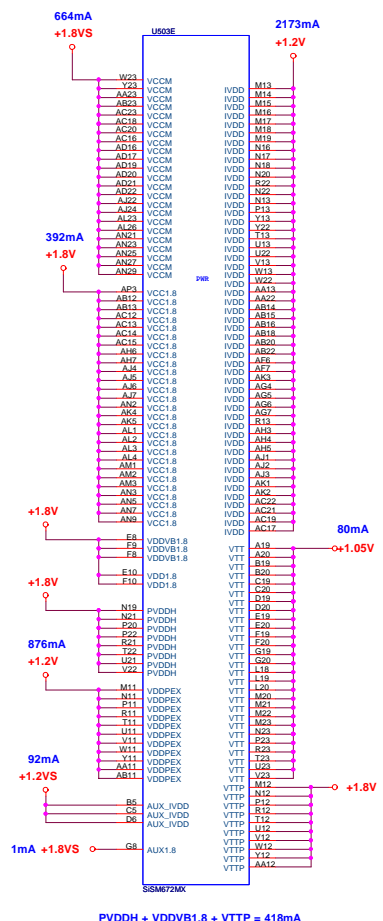 664mA
+1.8VS
U503E
2173mA
+1.2V
W23 VCCM
Y23 VCCM
AA23 VCCM
AB23 VCCM
AC23 VCCM
AC18 VCCM
AC20 VCCM
AC16 VCCM
AD16 VCCM
AD17 VCCM
AD19 VCCM
AD20 VCCM
AD21 VCCM
AD22 VCCM
AJ22 VCCM
AJ24 VCCM
AL23 VCCM
AL26 VCCM
AN21 VCCM
AN23 VCCM
AN25 VCCM
AN27 VCCM
AN29 VCCM
392mA
+1.8V
AP3 VCC1.8
AB12 VCC1.8
AB13 VCC1.8
AC12 VCC1.8
AC13 VCC1.8
AC14 VCC1.8
AC15 VCC1.8
AH6 VCC1.8
AH7 VCC1.8
AJ4 VCC1.8
AJ5 VCC1.8
AJ6 VCC1.8
AJ7 VCC1.8
AN2 VCC1.8
AK4 VCC1.8
AK5 VCC1.8
AL1 VCC1.8
AL2 VCC1.8
AL3 VCC1.8
AL4 VCC1.8
AM1 VCC1.8
AM2 VCC1.8
AM3 VCC1.8
AN3 VCC1.8
AN5 VCC1.8
AN7 VCC1.8
AN9 VCC1.8
+1.8V
E8 VDDVB1.8
F9 VDDVB1.8
F8 VDDVB1.8
E10 VDD1.8
F10 VDD1.8
+1.8V
N19 PVDDH
N21 PVDDH
P20 PVDDH
P22 PVDDH
R21 PVDDH
T22 PVDDH
U21 PVDDH
V22 PVDDH
876mA
+1.2V
M11 VDDPEX
N11 VDDPEX
P11 VDDPEX
R11 VDDPEX
T11 VDDPEX
U11 VDDPEX
V11 VDDPEX
W11 VDDPEX
Y11 VDDPEX
AA11 VDDPEX
AB11 VDDPEX
92mA
+1.2VS
B5 AUX_IVDD
C5 AUX_IVDD
D6 AUX_IVDD
1mA +1.8VS G8 AUX1.8
PWR
IVDD M13
IVDD M14
IVDD M15
IVDD M16
IVDD M17
IVDD M18
IVDD M19
IVDD N16
IVDD N17
IVDD N18
IVDD N20
IVDD R22
IVDD N22
IVDD N13
IVDD P13
IVDD Y13
IVDD Y22
IVDD T13
IVDD U13
IVDD U22
IVDD V13
IVDD W13
IVDD W22
IVDD AA13
IVDD AA22
IVDD AB14
IVDD AB15
IVDD AB16
IVDD AB18
IVDD AB20
IVDD AB22
IVDD AF6
IVDD AF7
IVDD AK3
IVDD AG4
IVDD AG5
IVDD AG6
IVDD AG7
IVDD R13
IVDD AH3
IVDD AH4
IVDD AH5
IVDD AJ1
IVDD AJ2
IVDD AJ3
IVDD AK1
IVDD AK2
IVDD AC22
IVDD AC21
IVDD AC19
IVDD AC17
80mA
+1.05V
VTT A19
VTT A20
VTT B19
VTT B20
VTT C19
VTT C20
VTT D19
VTT D20
VTT E19
VTT E20
VTT F19
VTT F20
VTT G19
VTT G20
VTT L18
VTT L19
VTT L20
VTT M20
VTT M21
VTT M22
VTT M23
VTT N23
VTT P23
VTT R23
VTT T23
VTT U23
VTT V23
+1.8V
VTTP M12
VTTP N12
VTTP P12
VTTP R12
VTTP T12
VTTP U12
VTTP V12
VTTP W12
VTTP Y12
VTTP AA12
SiSM672MX
PVDDH + VDDVB1.8 + VTTP = 418mA